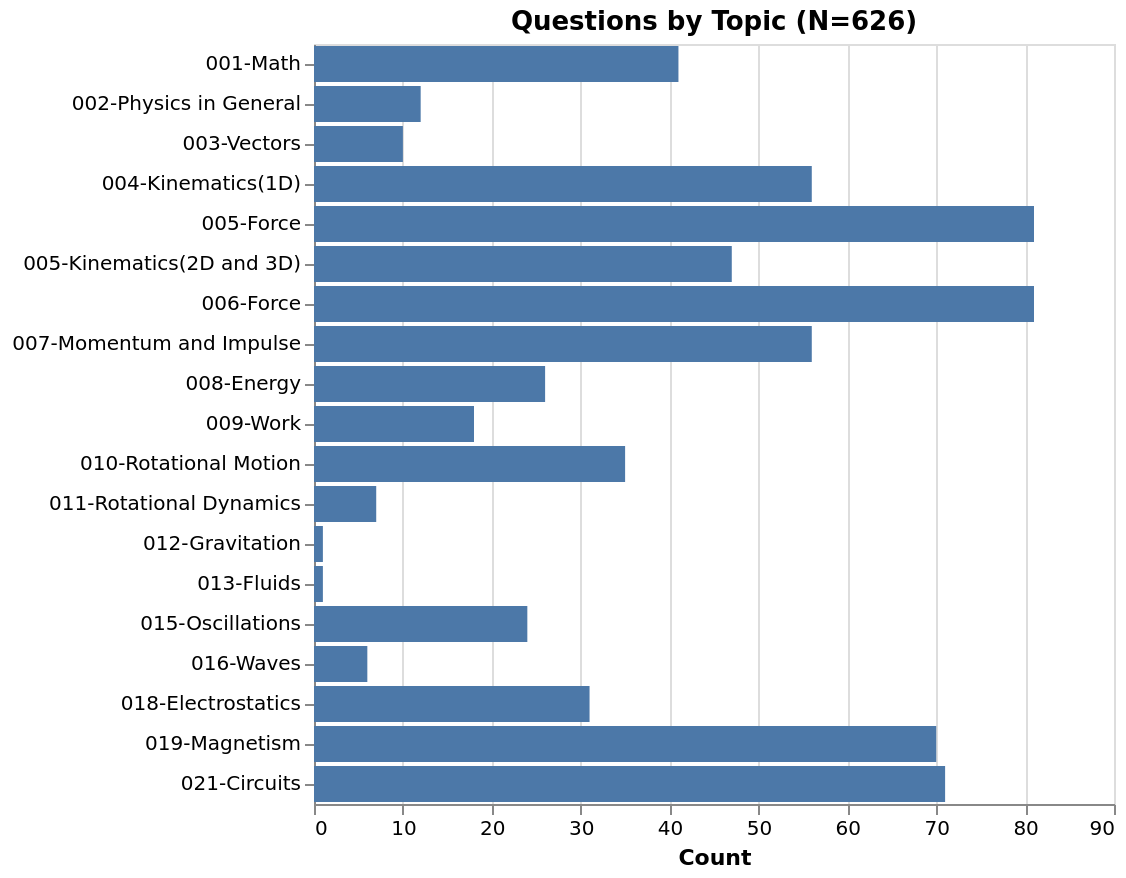 Questions by Topic (N=626)
001-Math
002-Physics in General
003-Vectors
004-Kinematics(1D)
005-Force
005-Kinematics(2D and 3D)
006-Force
007-Momentum and Impulse
008-Energy
009-Work
010-Rotational Motion
011-Rotational Dynamics
012-Gravitation
013-Fluids
015-Oscillations
016-Waves
018-Electrostatics
019-Magnetism
021-Circuits
0 10 20 30 40 50 60 70 80 90
Count